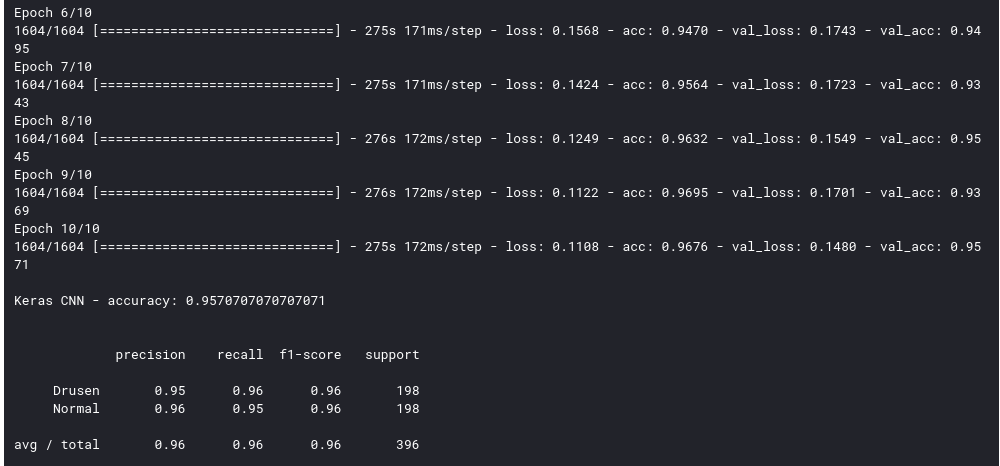 Epoch 6/10
1604/1604 [==============================] - 275s 171ms/step - loss: 0.1568 - acc: 0.9470 - val_loss: 0.1743 - val_acc: 0.94
95
Epoch 7/10
1604/1604 [==============================] - 275s 171ms/step - loss: 0.1424 - acc: 0.9564 - val_loss: 0.1723 - val_acc: 0.93
43
Epoch 8/10
1604/1604 [==============================] - 276s 172ms/step - loss: 0.1249 - acc: 0.9632 - val_loss: 0.1549 - val_acc: 0.95
45
Epoch 9/10
1604/1604 [==============================] - 276s 172ms/step - loss: 0.1122 - acc: 0.9695 - val_loss: 0.1701 - val_acc: 0.93
69
Epoch 10/10
1604/1604 [==============================] - 275s 172ms/step - loss: 0.1108 - acc: 0.9676 - val_loss: 0.1480 - val_acc: 0.95
71
Keras CNN - accuracy: 0.9570707070707071
precision recall f1-score support
Drusen 0.95 0.96 0.96 198
Normal 0.96 0.95 0.96 198
avg / total 0.96 0.96 0.96 396